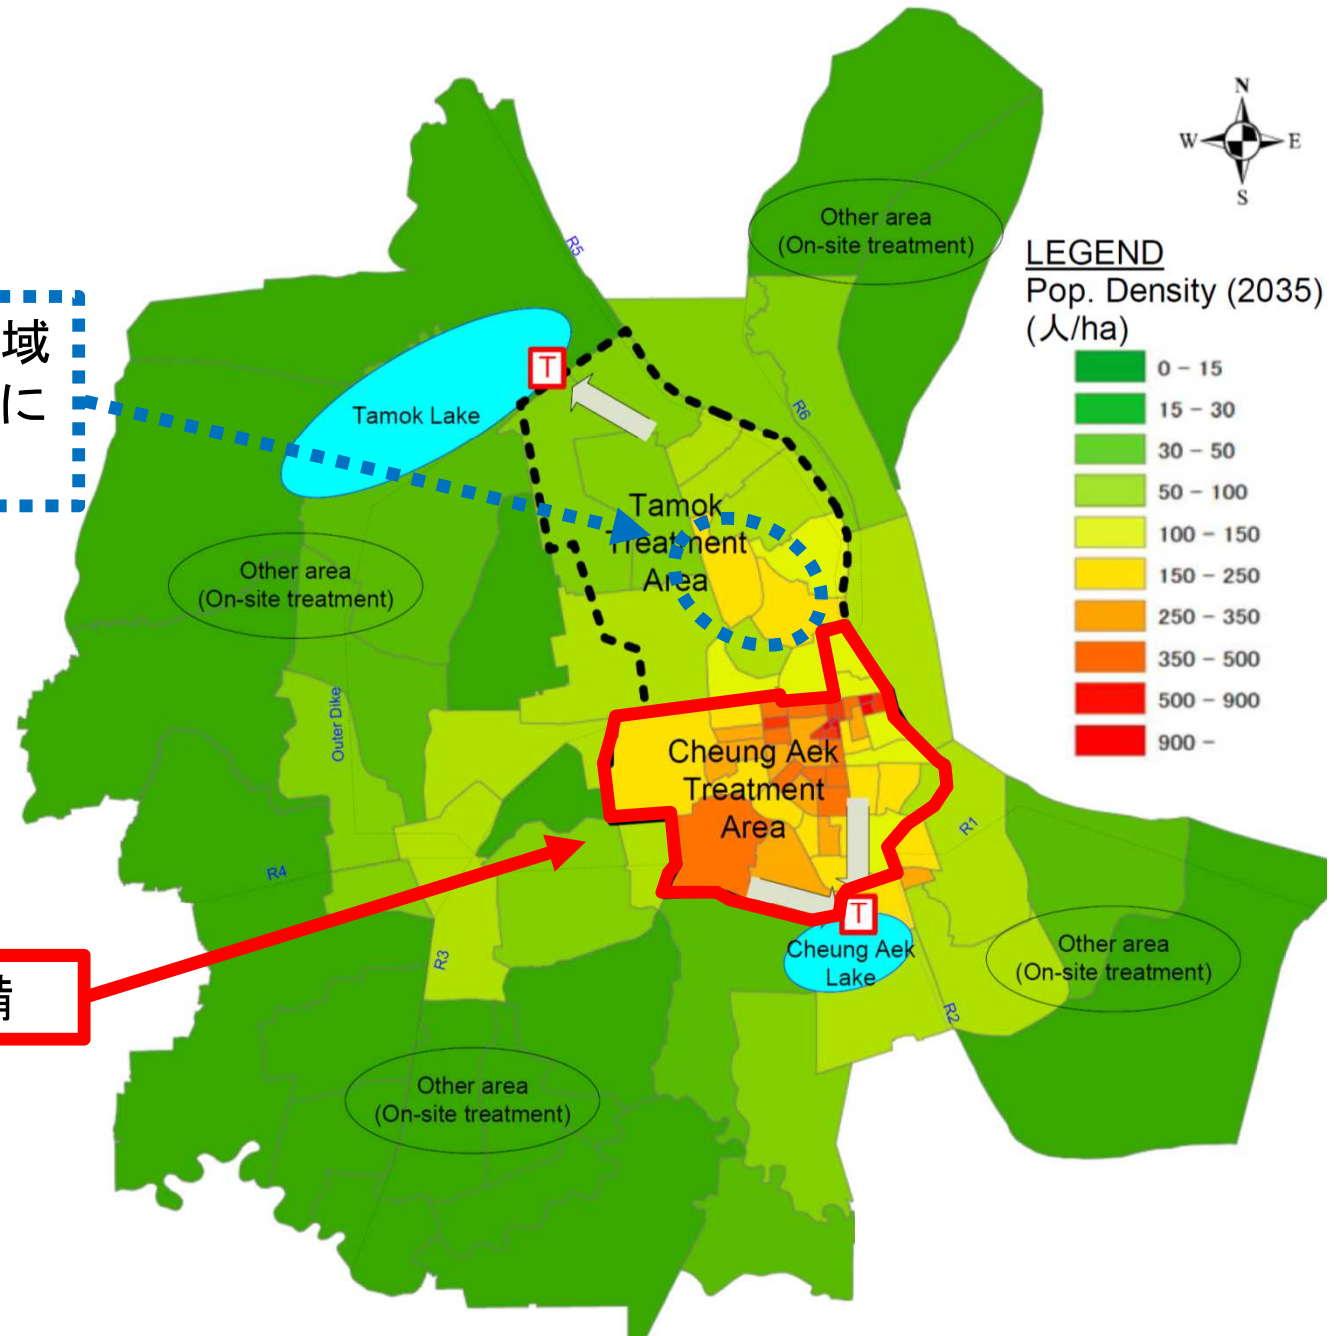 N
W
E
S
Other area
(On-site treatment)
LEGEND
Pop. Density (2035)
(人/ha)
0 - 15
15 - 30
30 - 50
50 - 100
100 - 150
150 - 250
250 - 350
350 - 500
500 - 900
900 -
域
に
R5
T
Tamok Lake
R6
Tamok
Treatment
Area
Other area
(On-site treatment)
Outer Dike
Cheung Aek
Treatment
Area
R1
R4
T
Cheung Aek
Lake
Other area
(On-site treatment)
R3
R2
Other area
(On-site treatment)